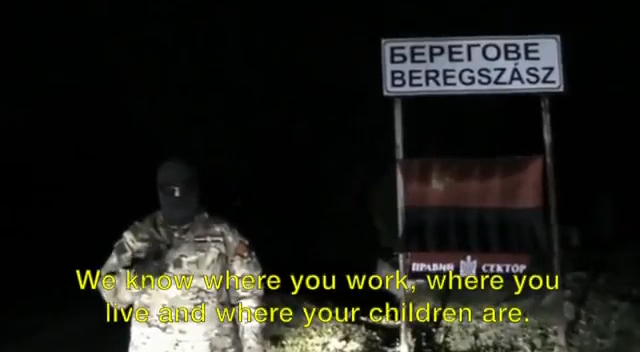 БЕРЕГОВЕ
BEREGSZÁSZ
ПРАВИЙ СЕКТОР
We know where you work, where you
live and where your children are.